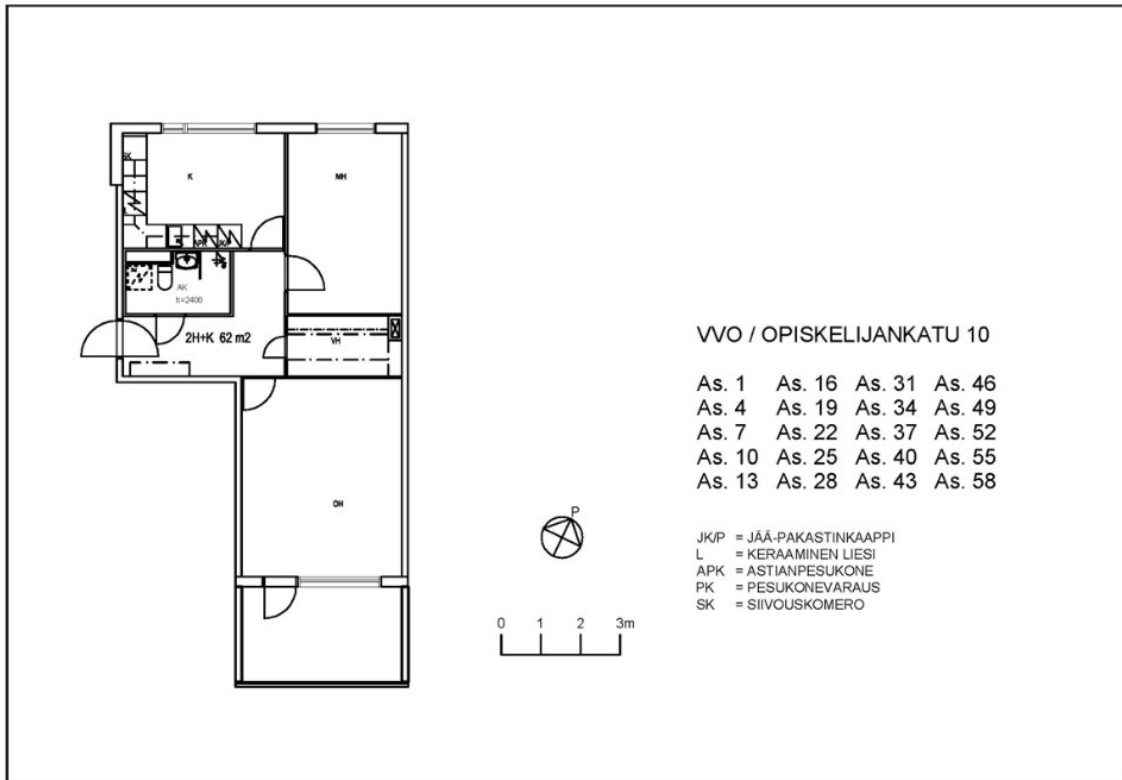 SK
K
MH
APK
AK
h=2400
2H+K 62 m2
VH
OH
P
0 1 2 3m
VVO / OPISKELIJANKATU 10
As. 1 As. 16 As. 31 As. 46
As. 4 As. 19 As. 34 As. 49
As. 7 As. 22 As. 37 As. 52
As. 10 As. 25 As. 40 As. 55
As. 13 As. 28 As. 43 As. 58
JK/P = JÄÄ-PAKASTINKAAPPI
L = KERAAMINEN LIESI
APK = ASTIANPESUKONE
PK = PESUKONEVARAUS
SK = SIIVOUSKOMERO